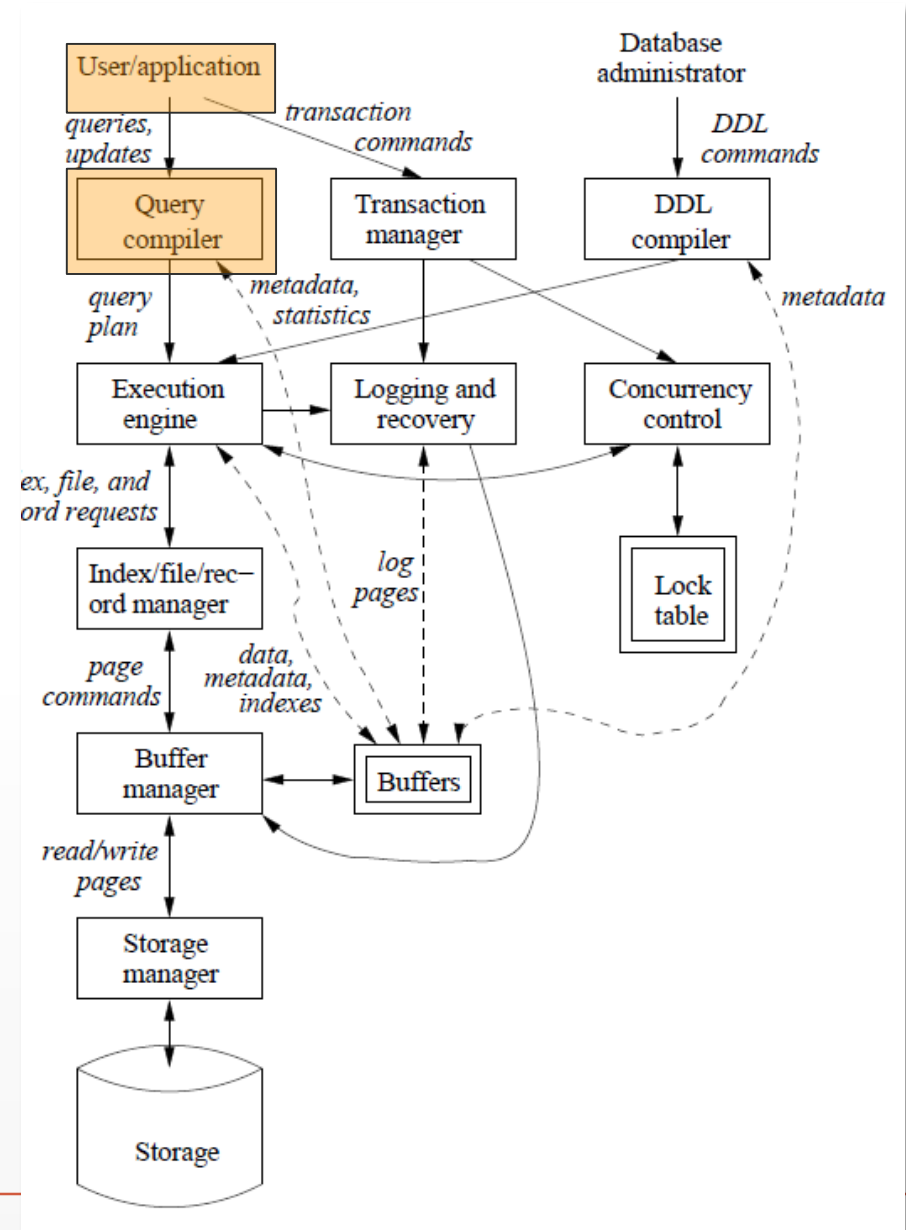 User/application
Database
administrator
queries,
updates
transaction
commands
DDL
commands
Query
compiler
Transaction
manager
DDL
compiler
query
plan
metadata,
statistics
metadata
Execution
engine
Logging and
recovery
Concurrency
control
ex, file, and
ord requests
log
pages
Index/file/rec–
ord manager
Lock
table
page
commands
data,
metadata,
indexes
Buffer
manager
Buffers
read/write
pages
Storage
manager
Storage